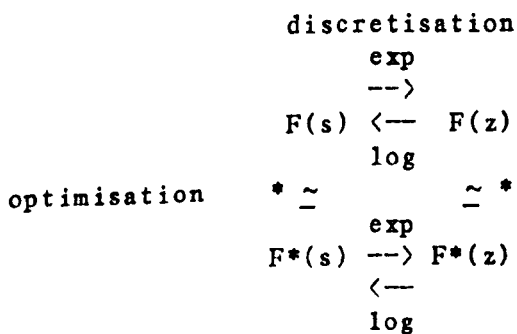 discretisation
exp
-->
F(s) <-- F(z)
log
optimisation * ~ ~ *
exp
F*(s) --> F*(z)
<--
log